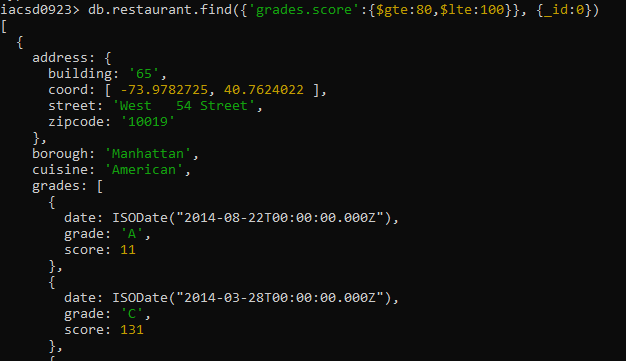 iacsd0923> db.restaurant.find({'grades.score':{$gte:80,$lte:100}}, {_id:0})
[
  {
    address: {
      building: '65',
      coord: [ -73.9782725, 40.7624022 ],
      street: 'West   54 Street',
      zipcode: '10019'
    },
    borough: 'Manhattan',
    cuisine: 'American',
    grades: [
      {
        date: ISODate("2014-08-22T00:00:00.000Z"),
        grade: 'A',
        score: 11
      },
      {
        date: ISODate("2014-03-28T00:00:00.000Z"),
        grade: 'C',
        score: 131
      },
      {